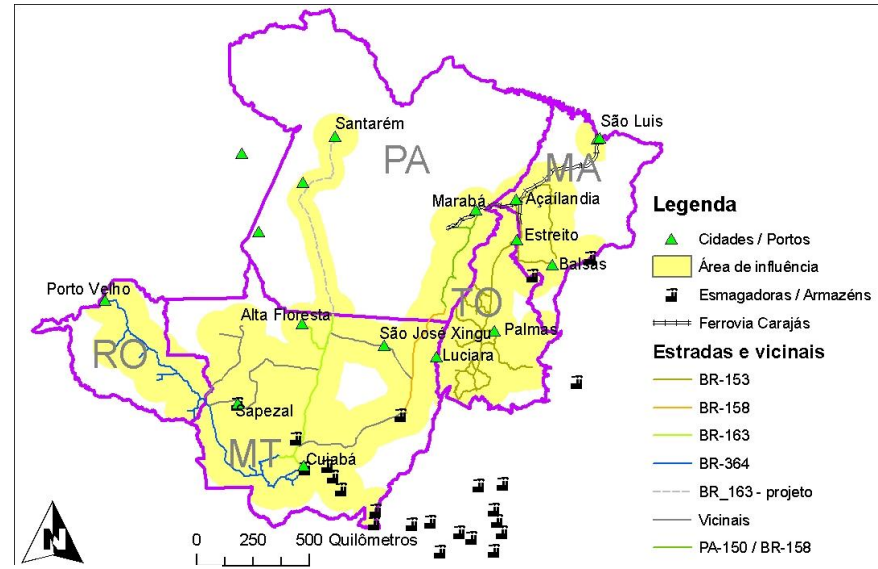 Santarém
São Luis
PA
MA
Marabá
Açaílandia
Estreito
Balsas
Porto Velho
RO
Alta Floresta
TO
São José Xingu
Palmas
Luciara
Sapezal
MT
Cuiabá
N
0 250 500 Quilômetros
Legenda
Cidades / Portos
Área de influência
Esmagadoras / Armazéns
Ferrovia Carajás
Estradas e vicinais
BR-153
BR-158
BR-163
BR-364
BR_163 - projeto
Vicinais
PA-150 / BR-158